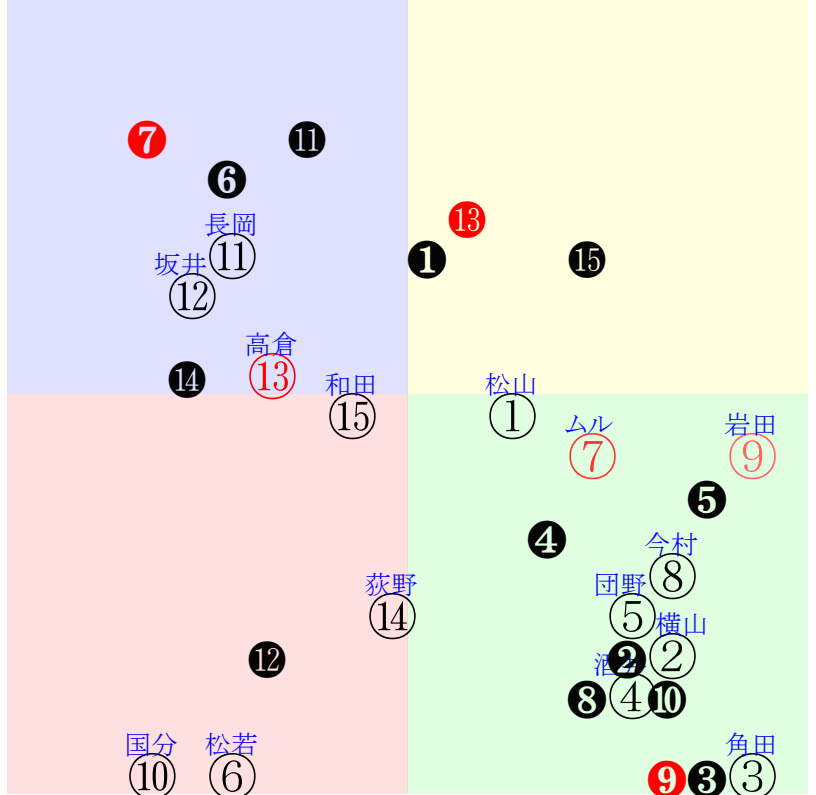 ❼ ⓫
❻
⓭
長岡
⑪ ❶ ⓯
坂井
⑫
高倉
⓮ ⑬
和田 松山
⑮ ①
ムル 岩田
⑦ ⑨
❺
❹
今村
⑧
団野
荻野
⑭ ⑤
横山
⓬ ❷ ②
❽ ④ ❿
国分 松若 角田
⑩ ⑥ ❾ ❸ ③